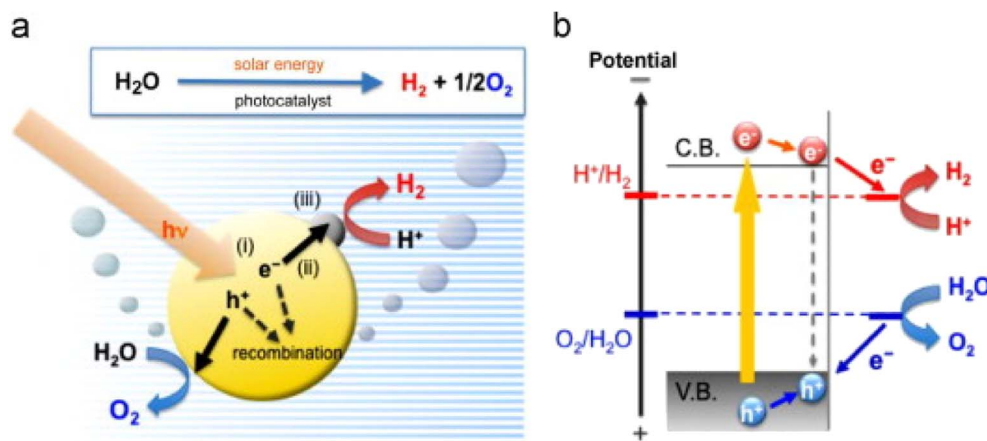 a
solar energy
H₂O H₂ + 1/2O₂
photocatalyst
hν
(i)
(ii)
(iii)
e⁻
h⁺
recombination
H₂
H⁺
H₂O
O₂
b
Potential
−
C.B.
e⁻ e⁻
e⁻
H⁺/H₂
H₂
H⁺
O₂/H₂O
H₂O
O₂
e⁻
V.B.
h⁺ h⁺
+